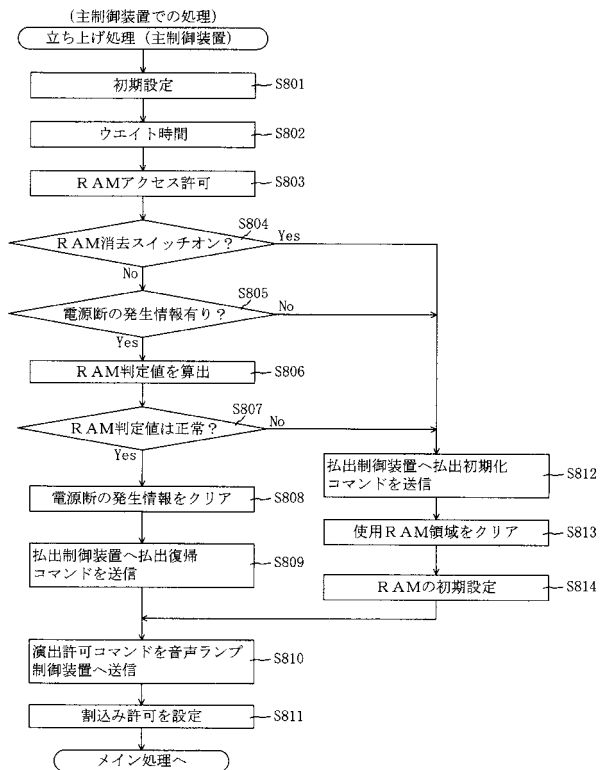 (主制御装置での処理)
立ち上げ処理 (主制御装置)
初期設定
S801
ウエイト時間
S802
RAMアクセス許可
S803
S804
RAM消去スイッチオン?
Yes
No
S805
電源断の発生情報有り?
No
Yes
RAM判定値を算出
S806
S807
RAM判定値は正常?
No
Yes
払出制御装置へ払出初期化
コマンドを送信
S812
電源断の発生情報をクリア
S808
使用RAM領域をクリア
S813
払出制御装置へ払出復帰
コマンドを送信
S809
RAMの初期設定
S814
演出許可コマンドを音声ランプ
制御装置へ送信
S810
割込み許可を設定
S811
メイン処理へ